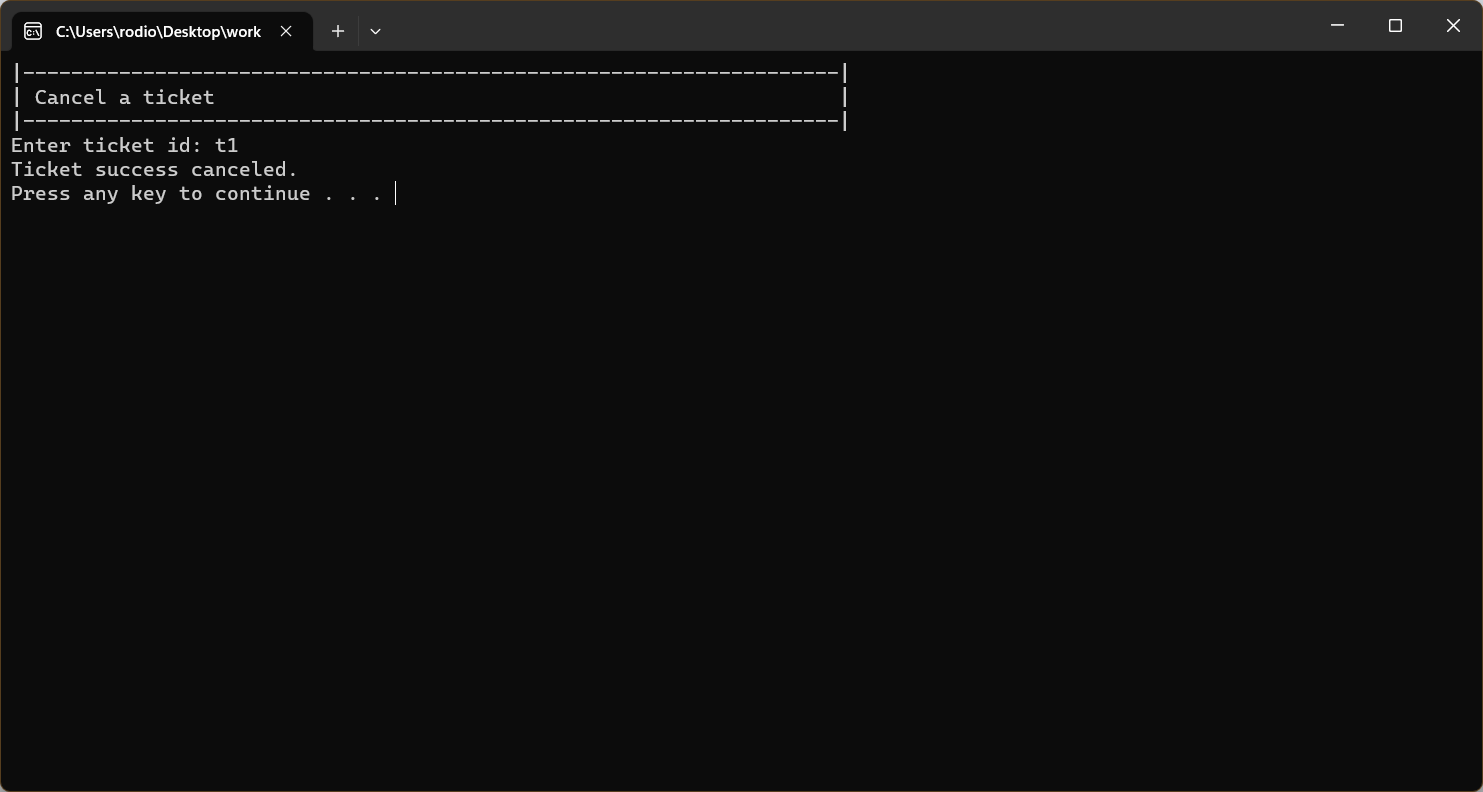 C:\Users\rodio\Desktop\work
|--------------------------------------------------------------------|
| Cancel a ticket                                                    |
|--------------------------------------------------------------------|
Enter ticket id: t1
Ticket success canceled.
Press any key to continue . . .